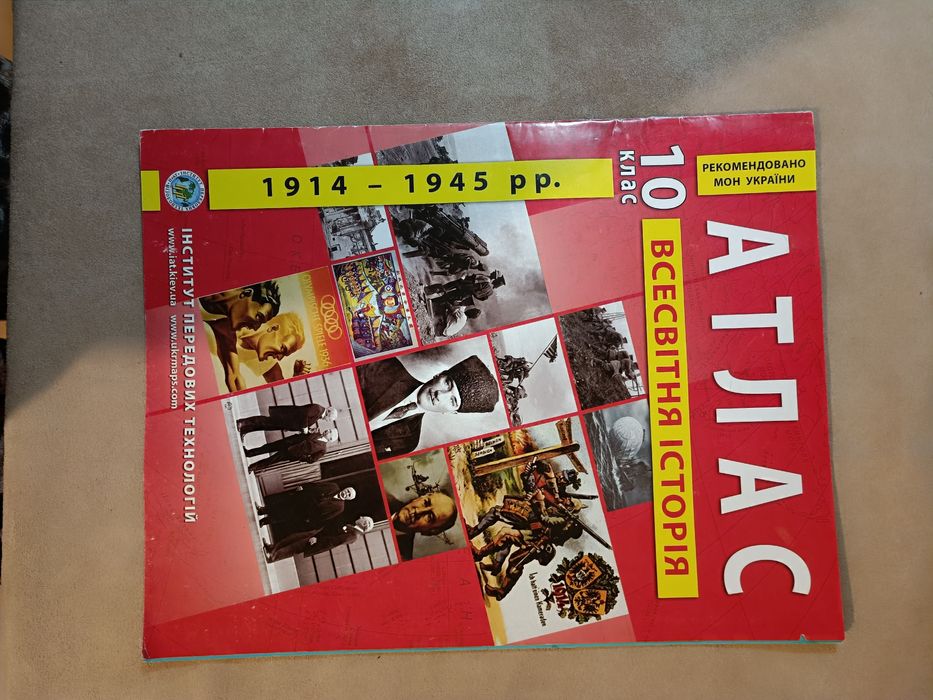 РЕКОМЕНДОВАНО
МОН УКРАЇНИ
АТЛАС
10
клас
ВСЕСВІТНЯ ІСТОРІЯ
1914 – 1945 рр.
1914
ІНСТИТУТ ПЕРЕДОВИХ ТЕХНОЛОГІЙ
www.iat.kiev.ua www.ukrmaps.com